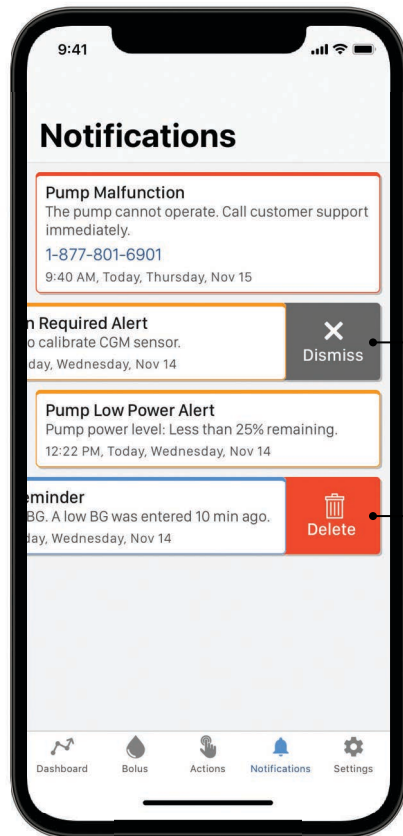 9:41
Notifications
Pump Malfunction
The pump cannot operate. Call customer support
immediately.
1-877-801-6901
9:40 AM, Today, Thursday, Nov 15
n Required Alert
o calibrate CGM sensor.
day, Wednesday, Nov 14
Dismiss
Pump Low Power Alert
Pump power level: Less than 25% remaining.
12:22 PM, Today, Wednesday, Nov 14
eminder
BG. A low BG was entered 10 min ago.
day, Wednesday, Nov 14
Delete
Dashboard Bolus Actions Notifications Settings